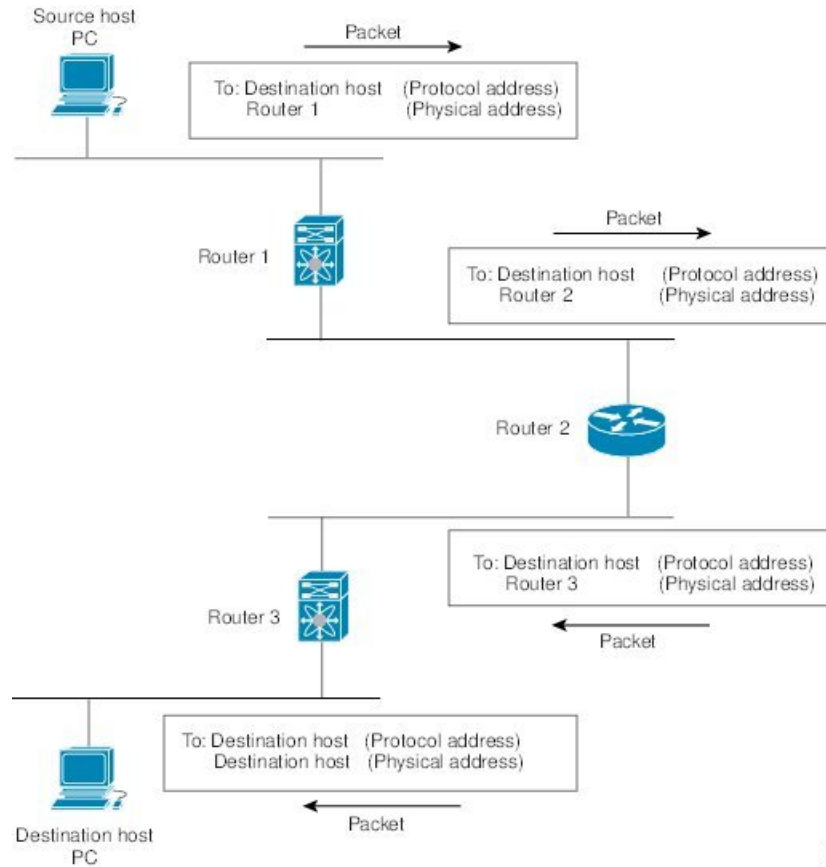 Source host
PC
Packet
To: Destination host (Protocol address)
Router 1 (Physical address)
Router 1
Packet
To: Destination host (Protocol address)
Router 2 (Physical address)
Router 2
To: Destination host (Protocol address)
Router 3 (Physical address)
Router 3
Packet
To: Destination host (Protocol address)
Destination host (Physical address)
Packet
Destination host
PC